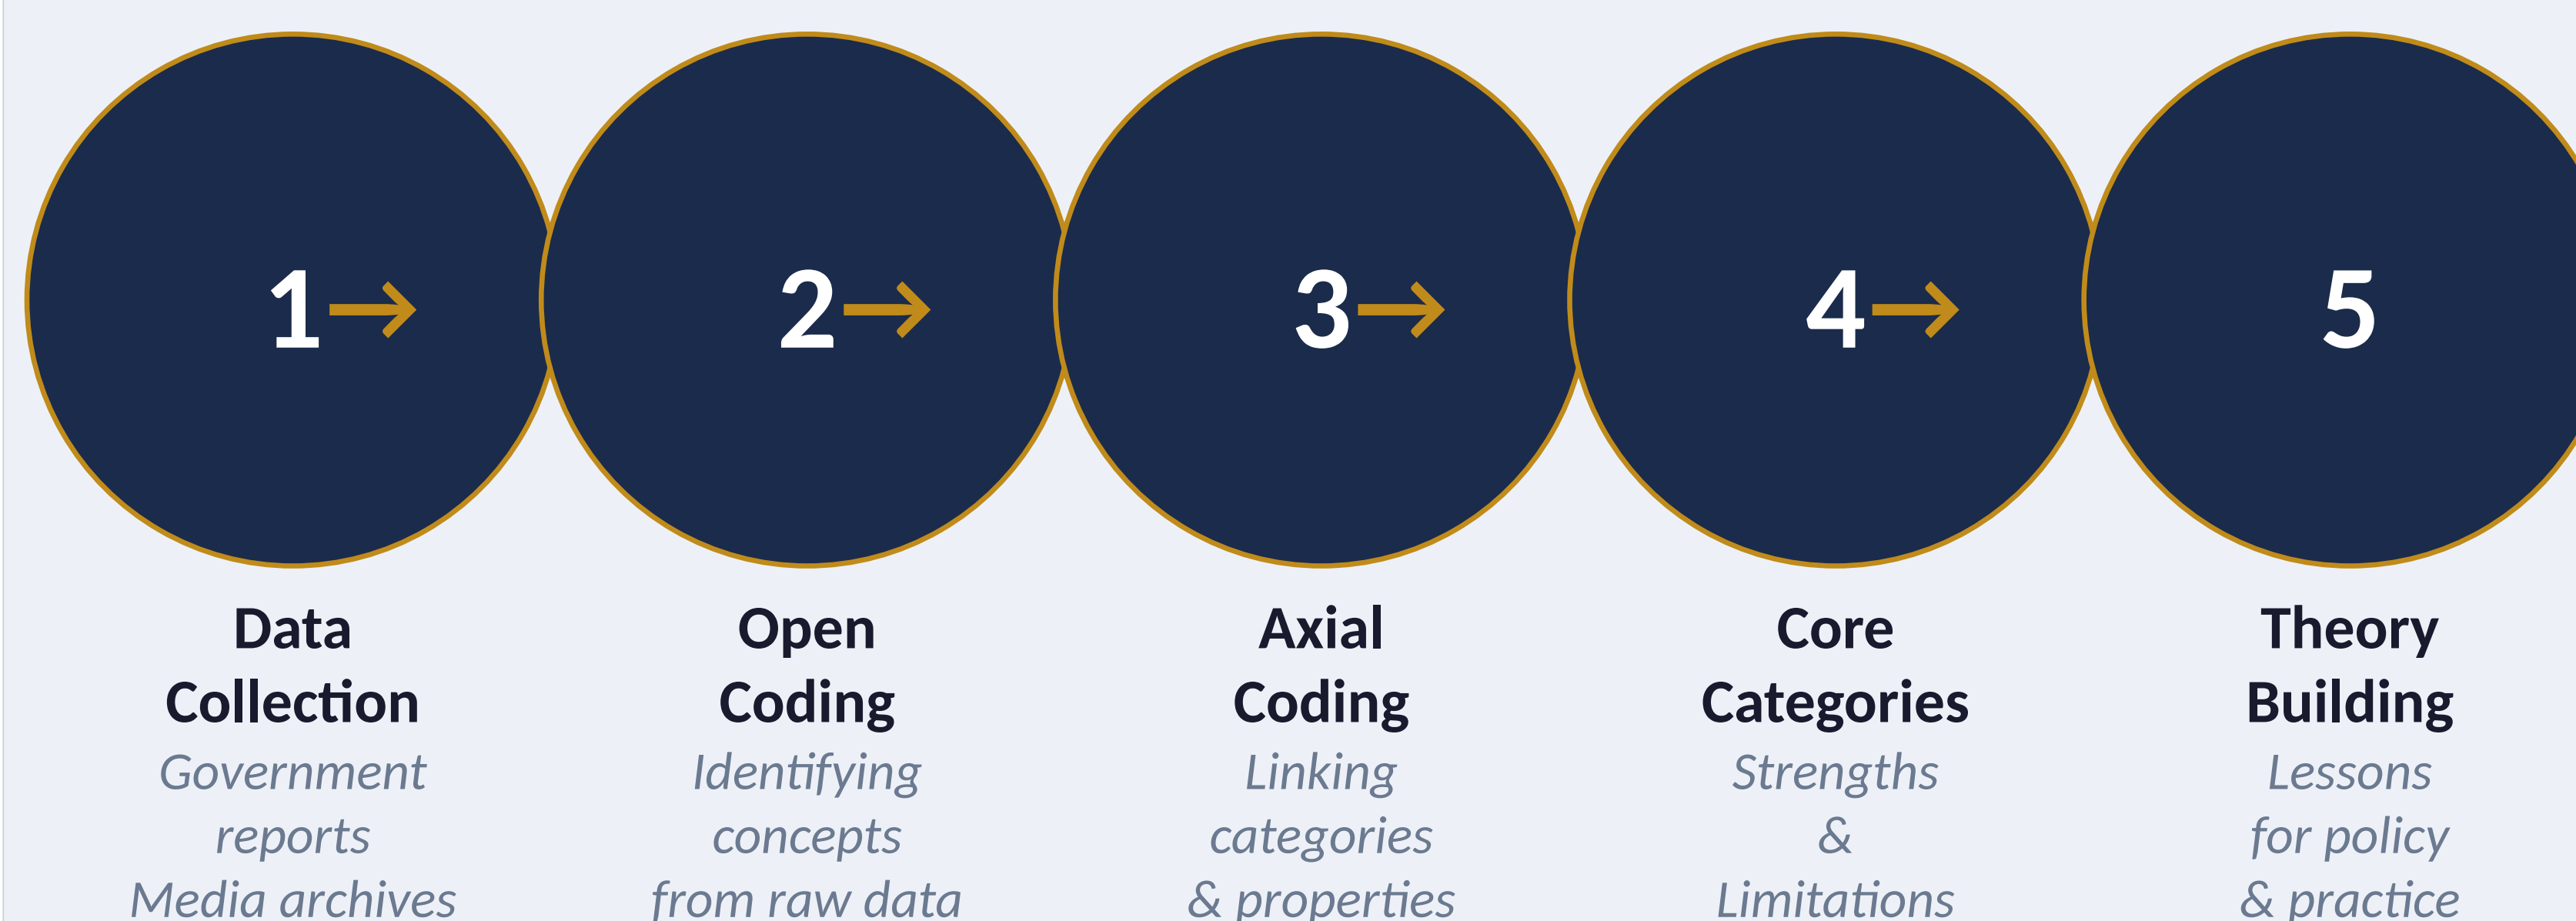 1→
2→
3→
4→
5
Data
Collection
Government
reports
Media archives
Open
Coding
Identifying
concepts
from raw data
Axial
Coding
Linking
categories
& properties
Core
Categories
Strengths
&
Limitations
Theory
Building
Lessons
for policy
& practice